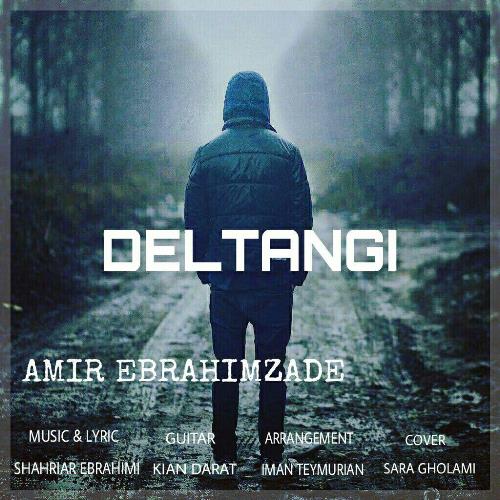 DELTANGI
AMIR EBRAHIMZADE
MUSIC & LYRIC GUITAR ARRANGEMENT COVER
SHAHRIAR EBRAHIMI KIAN DARAT IMAN TEYMURIAN SARA GHOLAMI